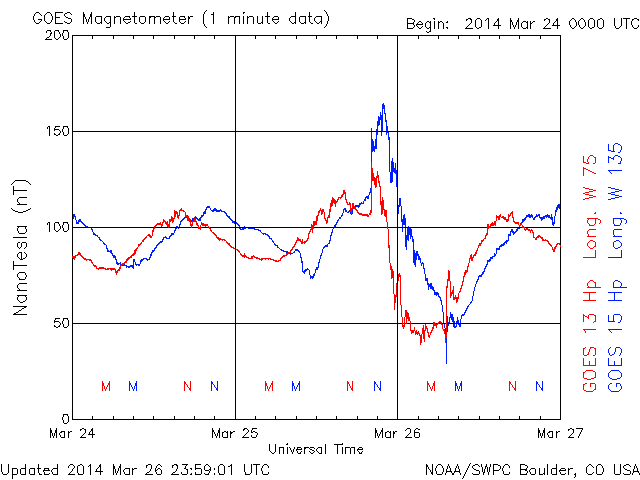 GOES Magnetometer (1 minute data)
Begin: 2014 Mar 24 0000 UTC
200
150
100
50
0
NanoTesla (nT)
M M N N M M N N M M N N
Mar 24 Mar 25 Mar 26 Mar 27
Universal Time
GOES 13 Hp Long. W 75
GOES 15 Hp Long. W 135
Updated 2014 Mar 26 23:59:01 UTC
NOAA/SWPC Boulder, CO USA